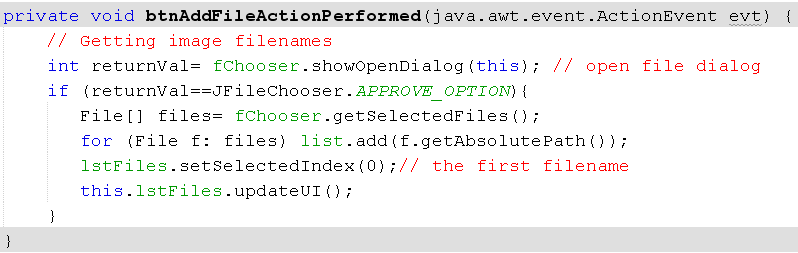 private void btnAddFileActionPerformed(java.awt.event.ActionEvent evt) {
    // Getting image filenames
    int returnVal= fChooser.showOpenDialog(this); // open file dialog
    if (returnVal==JFileChooser.APPROVE_OPTION){
       File[] files= fChooser.getSelectedFiles();
       for (File f: files) list.add(f.getAbsolutePath());
       lstFiles.setSelectedIndex(0);// the first filename
       this.lstFiles.updateUI();
    }
}